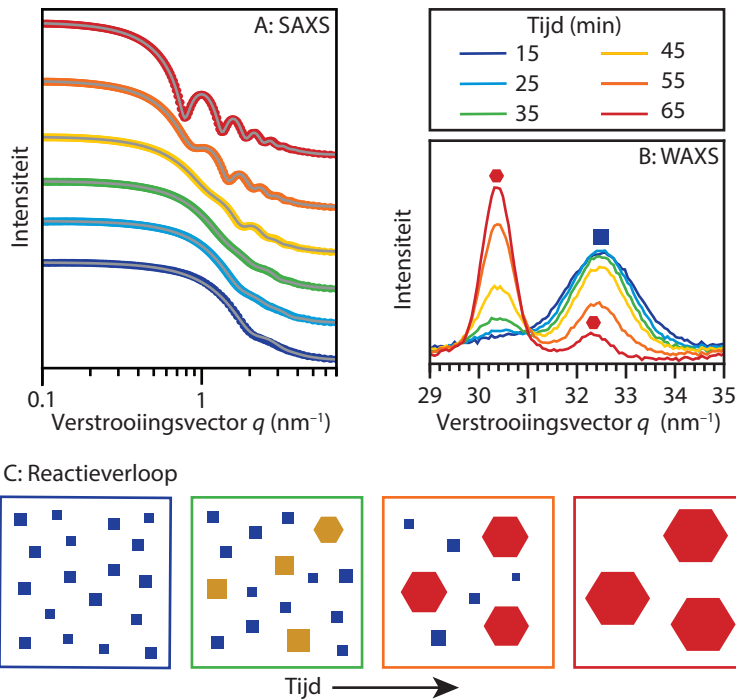 A: SAXS
Intensiteit
0.1
1
Verstrooiingsvector q (nm⁻¹)
Tijd (min)
15
45
25
55
35
65
B: WAXS
Intensiteit
29
30
31
32
33
34
35
Verstrooiingsvector q (nm⁻¹)
C: Reactieverloop
Tijd